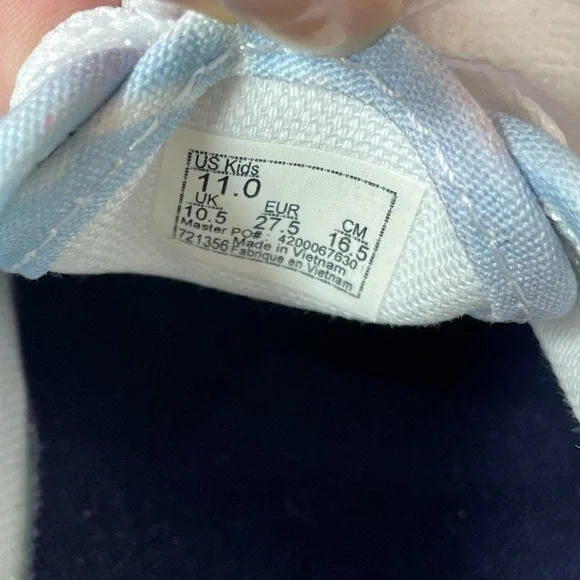 US Kids
11.0
UK EUR CM
10.5 27.5 16.5
Master PO#: 4200067630
721356 Made in Vietnam
Fabrique en Vietnam